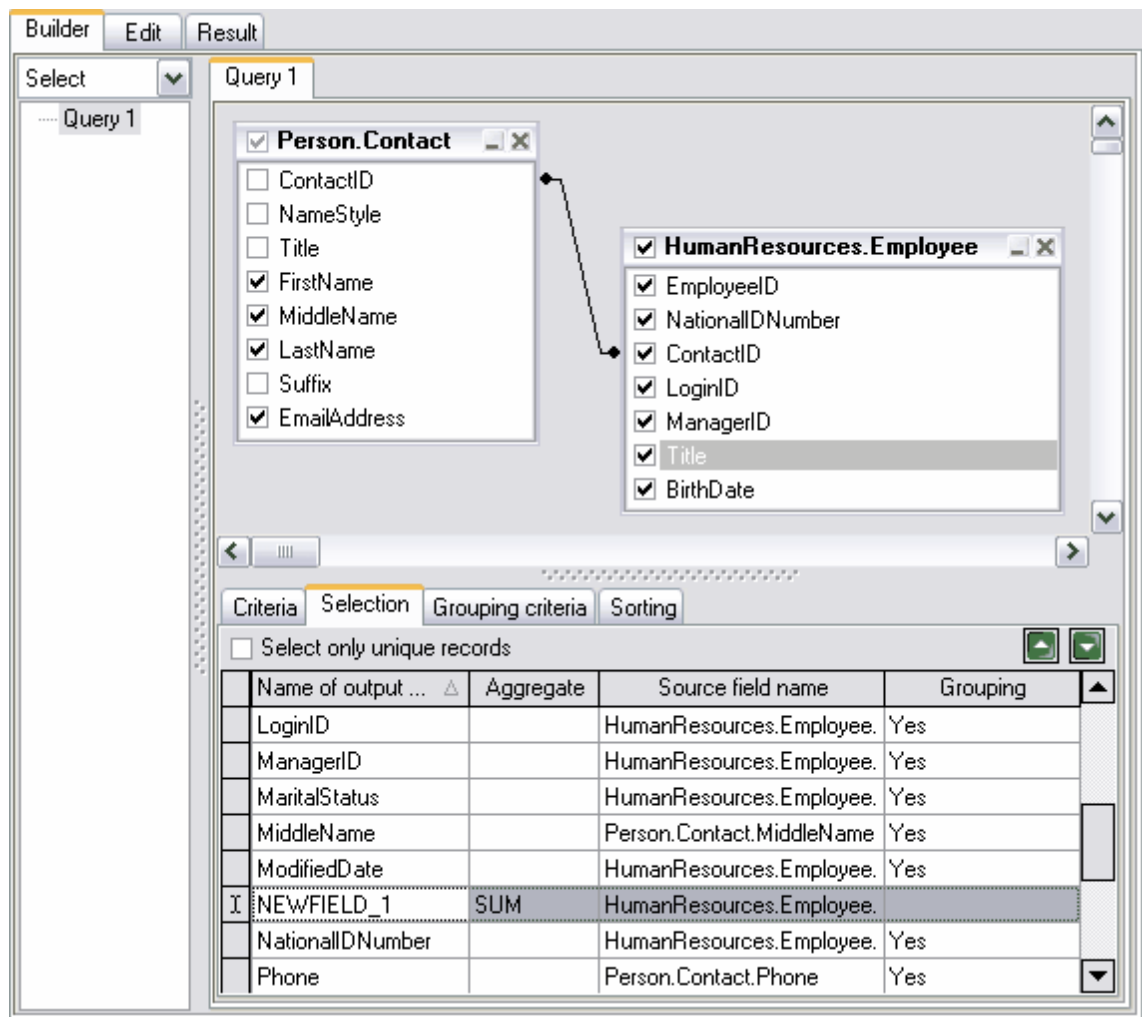 Builder Edit Result
Select
Query 1
Query 1
Person.Contact
ContactID
NameStyle
Title
FirstName
MiddleName
LastName
Suffix
EmailAddress
HumanResources.Employee
EmployeeID
NationalIDNumber
ContactID
LoginID
ManagerID
Title
BirthDate
Criteria Selection Grouping criteria Sorting
Select only unique records
Name of output ... Aggregate Source field name Grouping
LoginID HumanResources.Employee. Yes
ManagerID HumanResources.Employee. Yes
MaritalStatus HumanResources.Employee. Yes
MiddleName Person.Contact.MiddleName Yes
ModifiedDate HumanResources.Employee. Yes
NEWFIELD_1 SUM HumanResources.Employee.
NationalIDNumber HumanResources.Employee. Yes
Phone Person.Contact.Phone Yes